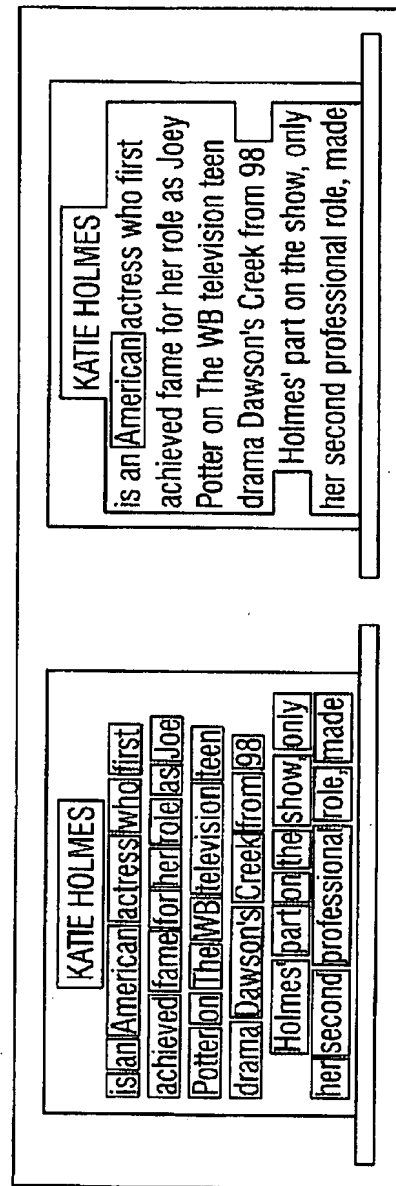 KATIE HOLMES
is an American actress who first
achieved fame for her role as Joe
Potter on The WB television teen
drama Dawson's Creek from 98
Holmes' part on the show, only
her second professional role, made
KATIE HOLMES
is an American actress who first
achieved fame for her role as Joey
Potter on The WB television teen
drama Dawson's Creek from 98
Holmes' part on the show, only
her second professional role, made